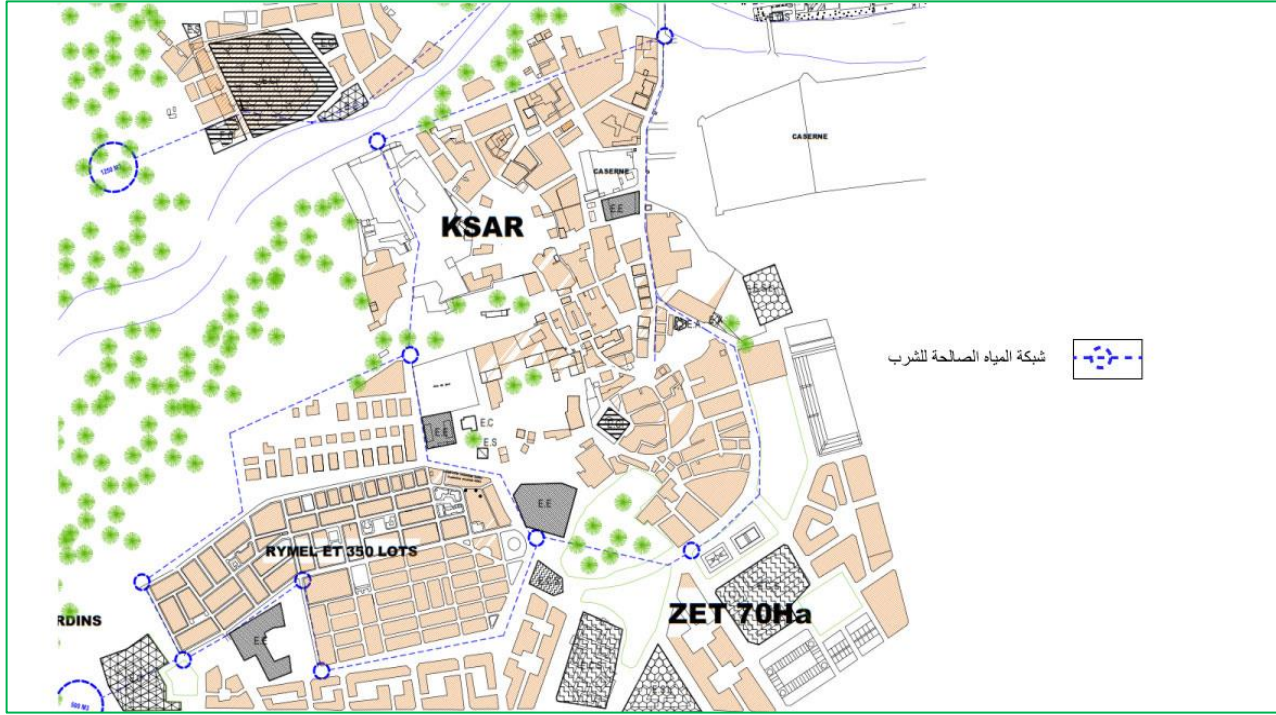 CASERNE
1250 M3
CASERNE
E.E
KSAR
شبكة المياه الصالحة للشرب
E.C
E.E
E.S
E.E
RYMEL ET 350 LOTS
ZET 70Ha
RDINS
E.E
500 M3